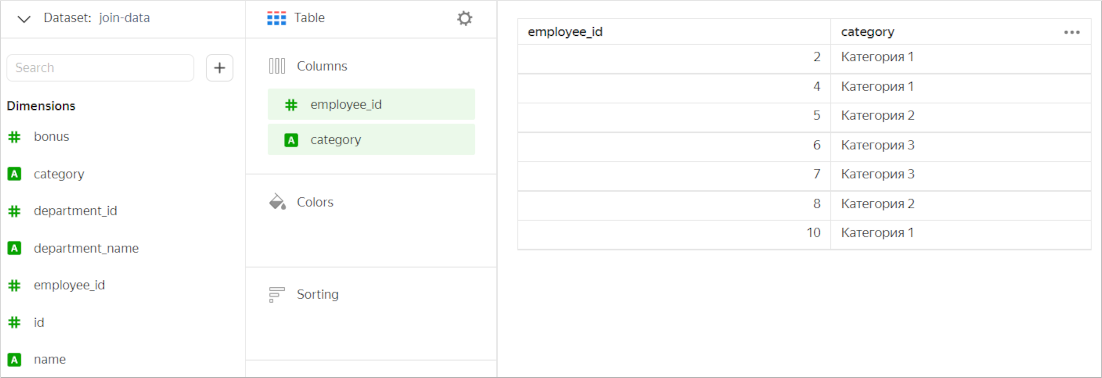 Dataset: join-data
Search
+
Dimensions
# bonus
A category
# department_id
A department_name
# employee_id
# id
A name
Table
Columns
# employee_id
A category
Colors
Sorting
employee_id category
2 Категория 1
4 Категория 1
5 Категория 2
6 Категория 3
7 Категория 3
8 Категория 2
10 Категория 1